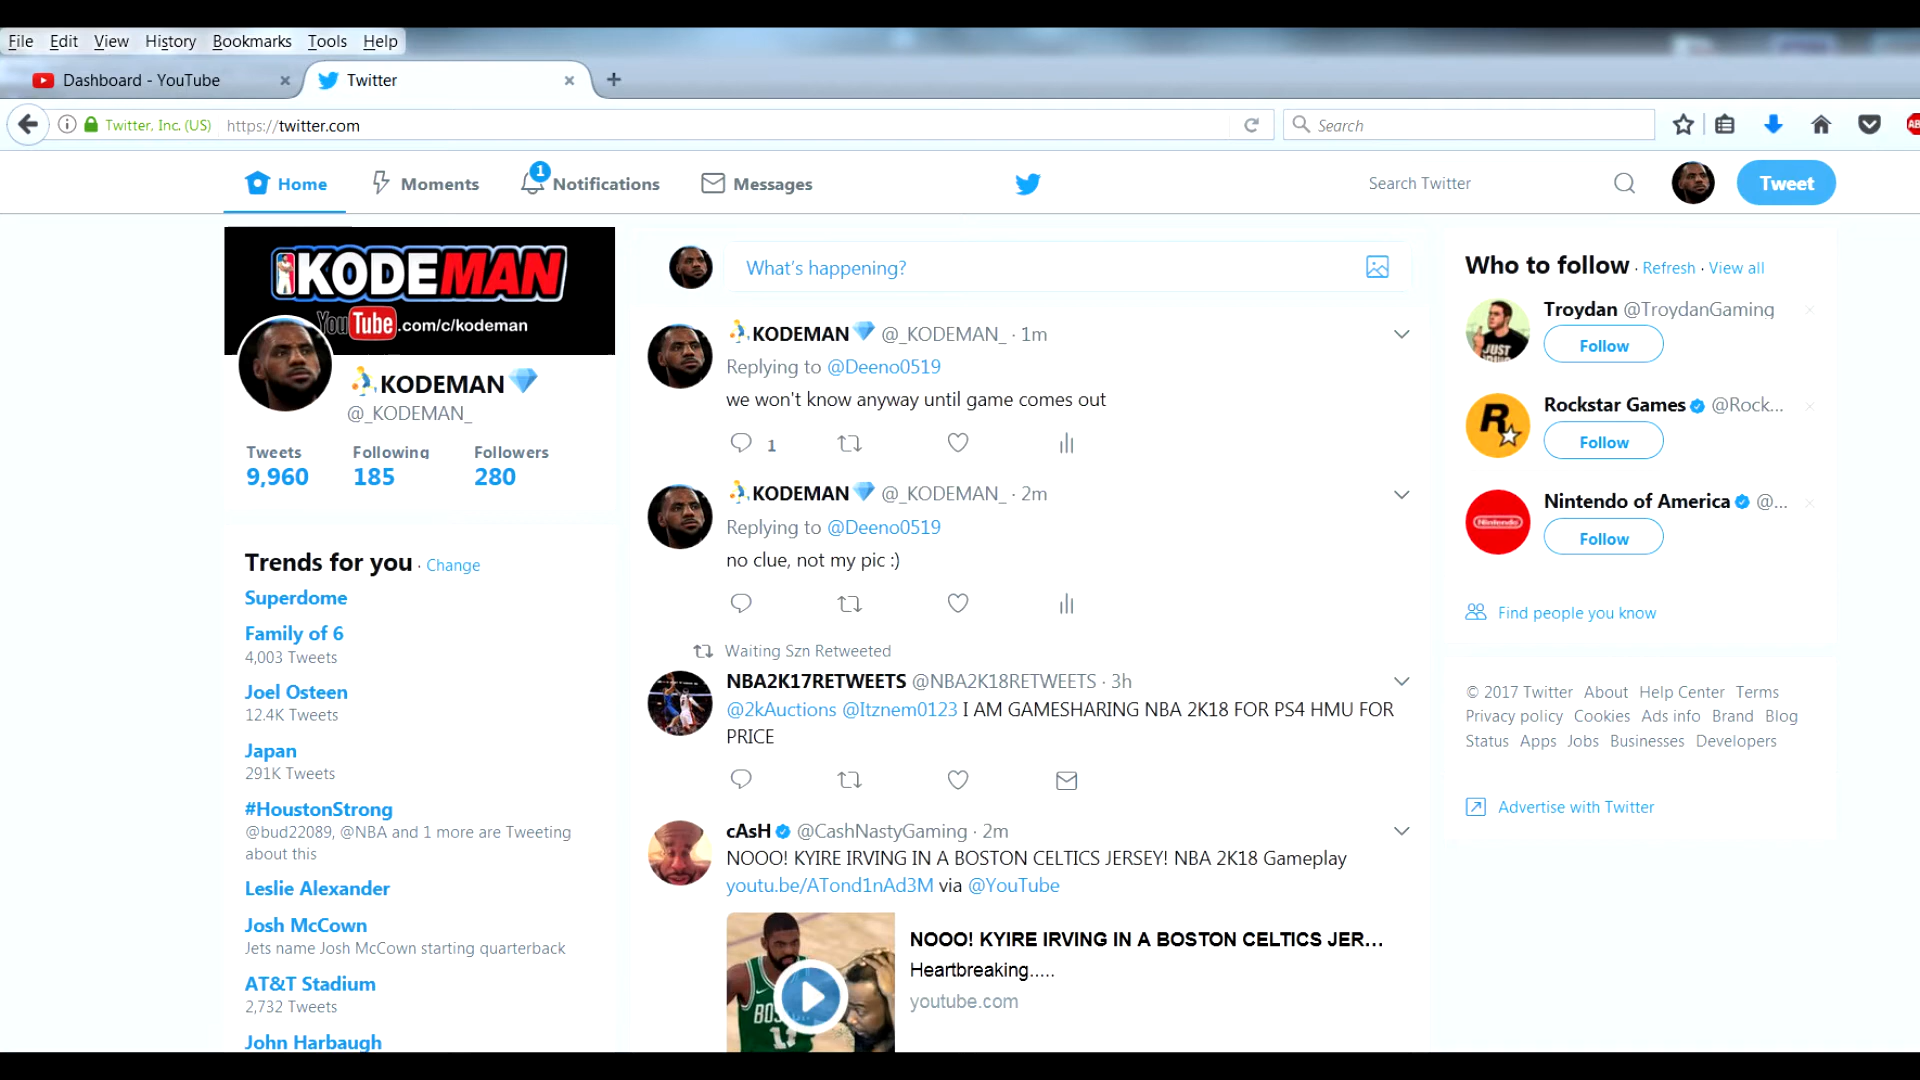 File Edit View History Bookmarks Tools Help
Dashboard - YouTube
Twitter
Twitter, Inc. (US) https://twitter.com
Search
Home
Moments
1
Notifications
Messages
Search Twitter
Tweet
KODEMAN
YouTube.com/c/kodeman
KODEMAN
@_KODEMAN_
Tweets Following Followers
9,960 185 280
Trends for you · Change
Superdome
Family of 6
4,003 Tweets
Joel Osteen
12.4K Tweets
Japan
291K Tweets
#HoustonStrong
@bud22089, @NBA and 1 more are Tweeting
about this
Leslie Alexander
Josh McCown
Jets name Josh McCown starting quarterback
AT&T Stadium
2,732 Tweets
John Harbaugh
What's happening?
KODEMAN @_KODEMAN_ · 1m
Replying to @Deeno0519
we won't know anyway until game comes out
1
KODEMAN @_KODEMAN_ · 2m
Replying to @Deeno0519
no clue, not my pic :)
Waiting Szn Retweeted
NBA2K17RETWEETS @NBA2K18RETWEETS · 3h
@2kAuctions @Itznem0123 I AM GAMESHARING NBA 2K18 FOR PS4 HMU FOR
PRICE
cAsH @CashNastyGaming · 2m
NOOO! KYIRE IRVING IN A BOSTON CELTICS JERSEY! NBA 2K18 Gameplay
youtu.be/ATond1nAd3M via @YouTube
NOOO! KYIRE IRVING IN A BOSTON CELTICS JER...
Heartbreaking.....
youtube.com
Who to follow · Refresh · View all
Troydan @TroydanGaming
JUST
Follow
Rockstar Games @Rock...
R
Follow
Nintendo of America @...
Nintendo
Follow
Find people you know
© 2017 Twitter About Help Center Terms
Privacy policy Cookies Ads info Brand Blog
Status Apps Jobs Businesses Developers
Advertise with Twitter